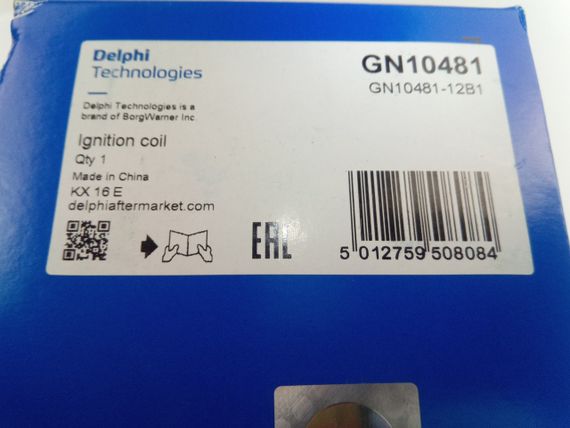 Delphi
Technologies
Delphi Technologies is a
brand of BorgWarner Inc.
Ignition coil
Qty 1
Made in China
KX 16 E
delphiaftermarket.com
GN10481
GN10481-12B1
EAC
5 012759 508084